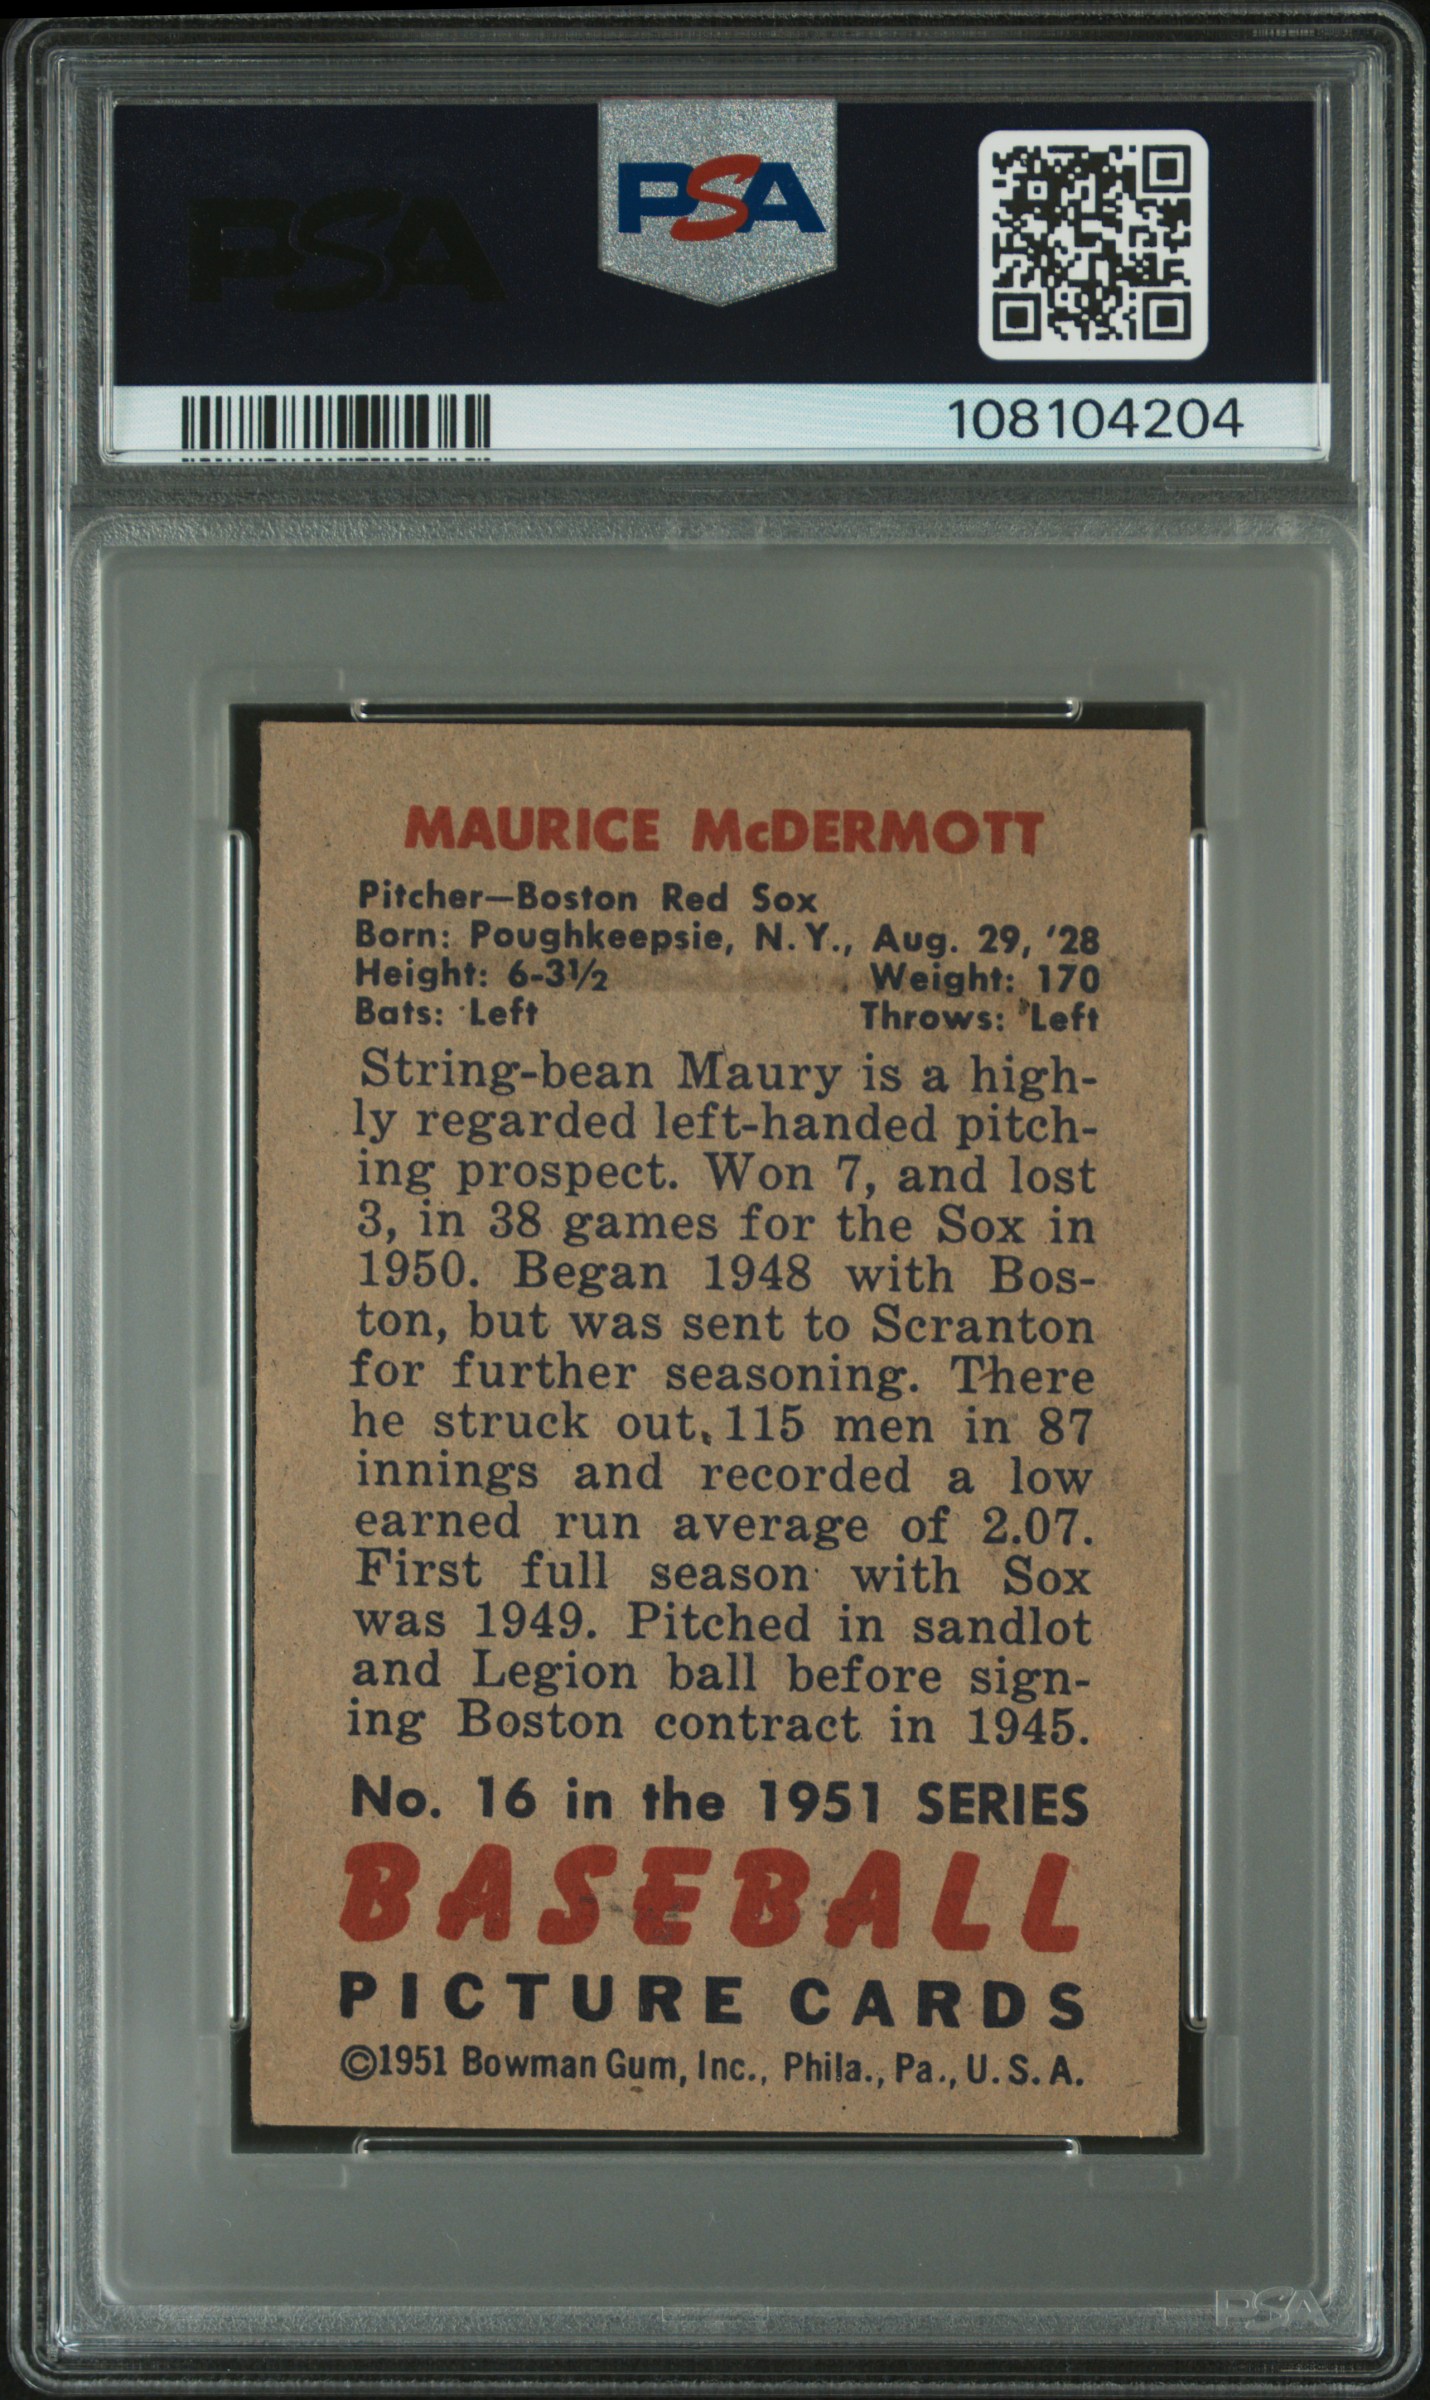 PSA
PSA
108104204
MAURICE McDERMOTT
Pitcher—Boston Red Sox
Born: Poughkeepsie, N.Y., Aug. 29, '28
Height: 6-3½ Weight: 170
Bats: Left Throws: Left
String-bean Maury is a high-
ly regarded left-handed pitch-
ing prospect. Won 7, and lost
3, in 38 games for the Sox in
1950. Began 1948 with Bos-
ton, but was sent to Scranton
for further seasoning. There
he struck out 115 men in 87
innings and recorded a low
earned run average of 2.07.
First full season with Sox
was 1949. Pitched in sandlot
and Legion ball before sign-
ing Boston contract in 1945.
No. 16 in the 1951 SERIES
BASEBALL
PICTURE CARDS
©1951 Bowman Gum, Inc., Phila., Pa., U.S.A.
PSA